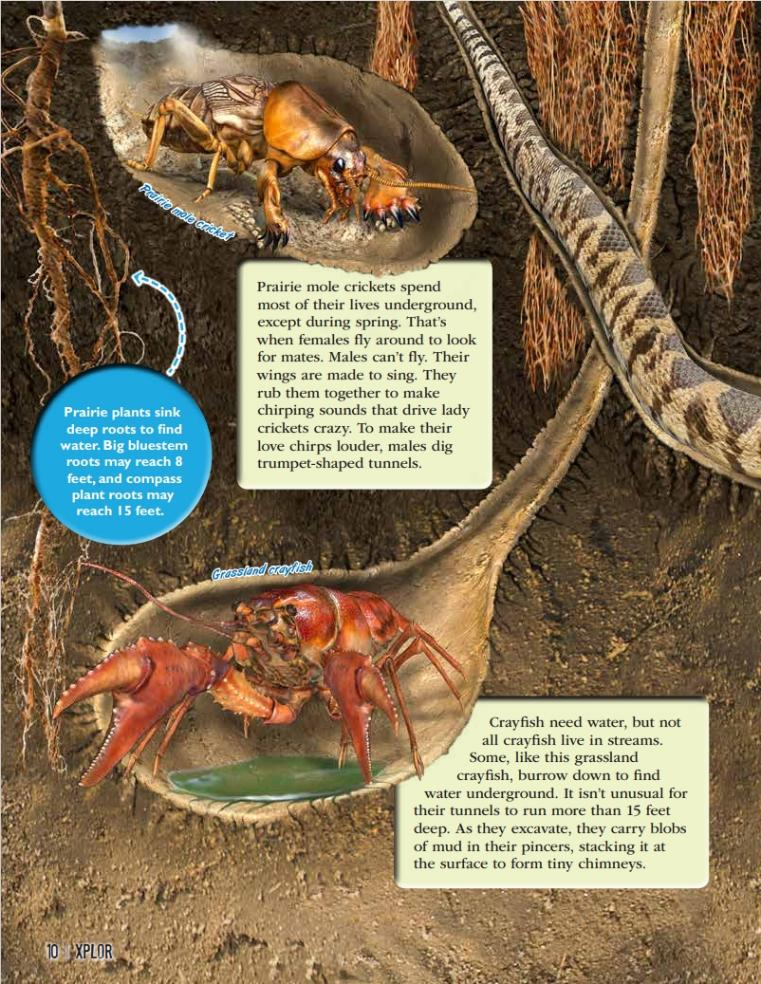 Prairie mole cricket
Prairie mole crickets spend
most of their lives underground,
except during spring. That's
when females fly around to look
for mates. Males can't fly. Their
wings are made to sing. They
rub them together to make
chirping sounds that drive lady
crickets crazy. To make their
love chirps louder, males dig
trumpet-shaped tunnels.
Prairie plants sink
deep roots to find
water. Big bluestem
roots may reach 8
feet, and compass
plant roots may
reach 15 feet.
Grassland crayfish
Crayfish need water, but not
all crayfish live in streams.
Some, like this grassland
crayfish, burrow down to find
water underground. It isn't unusual for
their tunnels to run more than 15 feet
deep. As they excavate, they carry blobs
of mud in their pincers, stacking it at
the surface to form tiny chimneys.
10 XPLOR